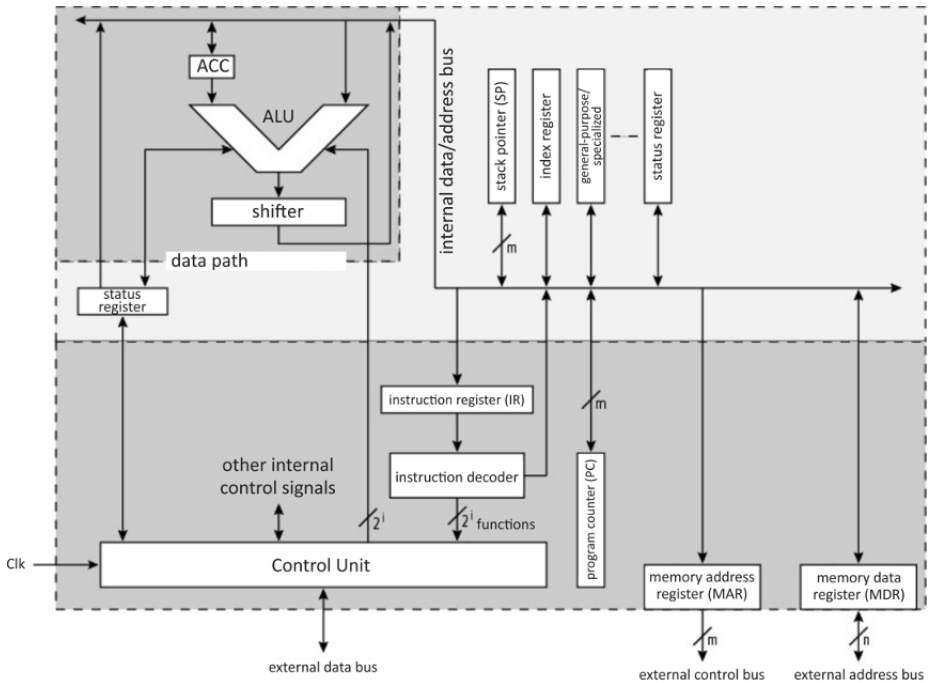 ACC
ALU
shifter
data path
status
register
internal data/address bus
stack pointer (SP)
index register
general-purpose/
specialized
status register
m
instruction register (IR)
m
instruction decoder
program counter (PC)
other internal
control signals
2^i
2^i functions
Clk
Control Unit
memory address
register (MAR)
memory data
register (MDR)
m
n
external data bus
external control bus
external address bus